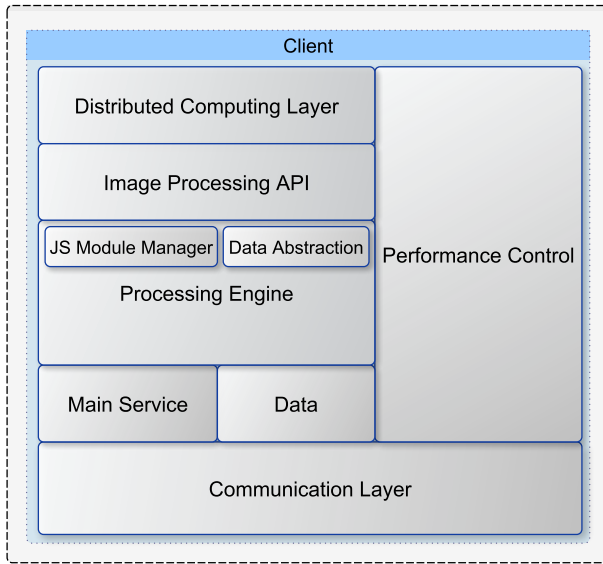 Client
Distributed Computing Layer
Image Processing API
JS Module Manager
Data Abstraction
Processing Engine
Performance Control
Main Service
Data
Communication Layer